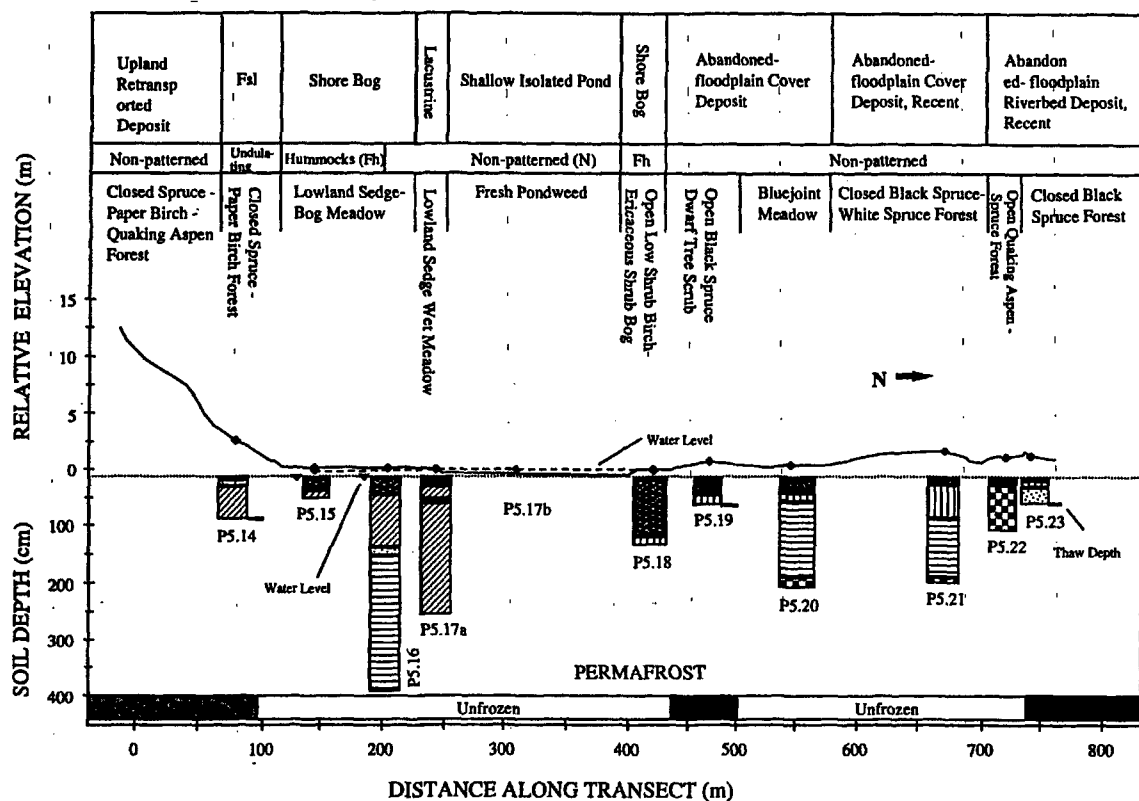 Upland
Retransp
orted
Deposit
Fsl
Shore Bog
Lacustrine
Shallow Isolated Pond
Shore Bog
Abandoned-
floodplain Cover
Deposit
Abandoned-
floodplain Cover
Deposit, Recent
Abandon
ed- floodplain
Riverbed Deposit,
Recent
Non-patterned
Undula-
ting
Hummocks (Fh)
Non-patterned (N)
Fh
Non-patterned
Closed Spruce -
Paper Birch -
Quaking Aspen
Forest
Closed Spruce -
Paper Birch Forest
Lowland Sedge-
Bog Meadow
Lowland Sedge Wet Meadow
Fresh Pondweed
Open Low Shrub Birch-
Ericaceous Shrub Bog
Open Black Spruce
Dwarf Tree Scrub
Bluejoint
Meadow
Closed Black Spruce-
White Spruce Forest
Open Quaking Aspen -
Spruce Forest
Closed Black
Spruce Forest
RELATIVE ELEVATION (m)
15
10
5
0
N
Water Level
SOIL DEPTH (cm)
100
200
300
400
P5.14
P5.15
Water Level
P5.16
P5.17a
P5.17b
P5.18
P5.19
P5.20
P5.21
P5.22
P5.23
Thaw Depth
PERMAFROST
Unfrozen
Unfrozen
0 100 200 300 400 500 600 700 800
DISTANCE ALONG TRANSECT (m)